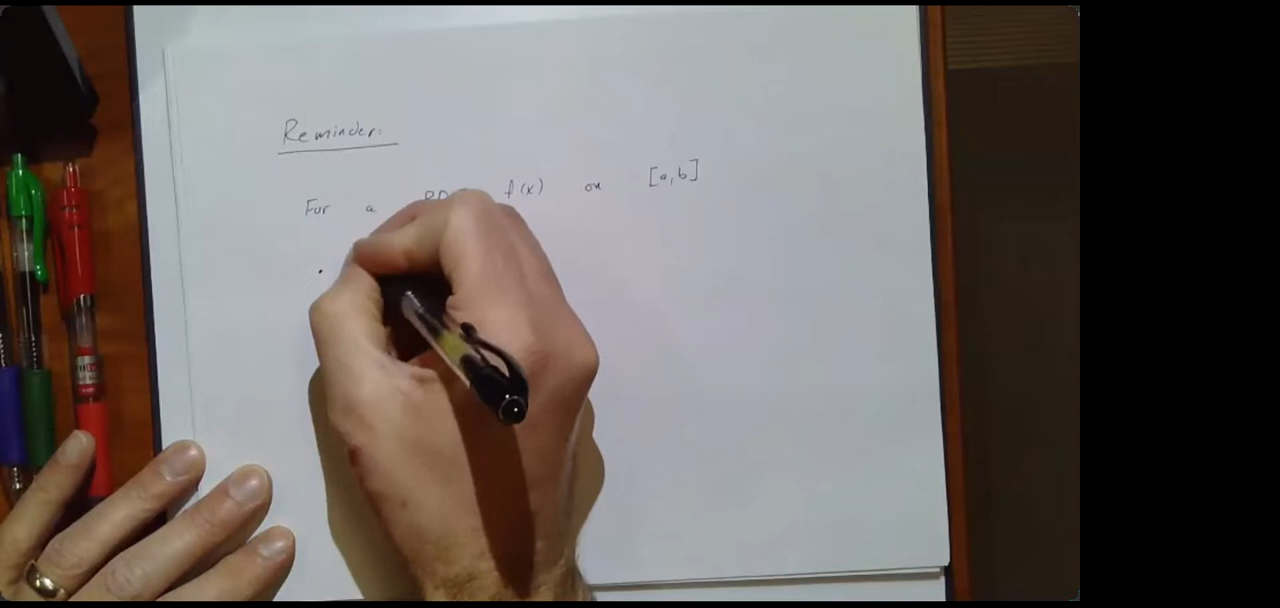 Reminder:
For a f(x) on [a,b]